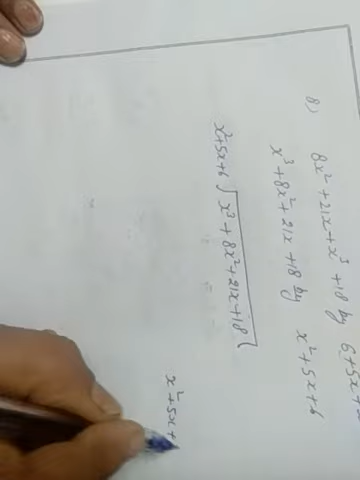 8) 8x² + 21x + x³ + 18 by 6 + 5x +
x³ + 8x² + 21x + 18 by x² + 5x + 6
x² + 5x + 6 ) x³ + 8x² + 21x + 18 (
x² + 5x +